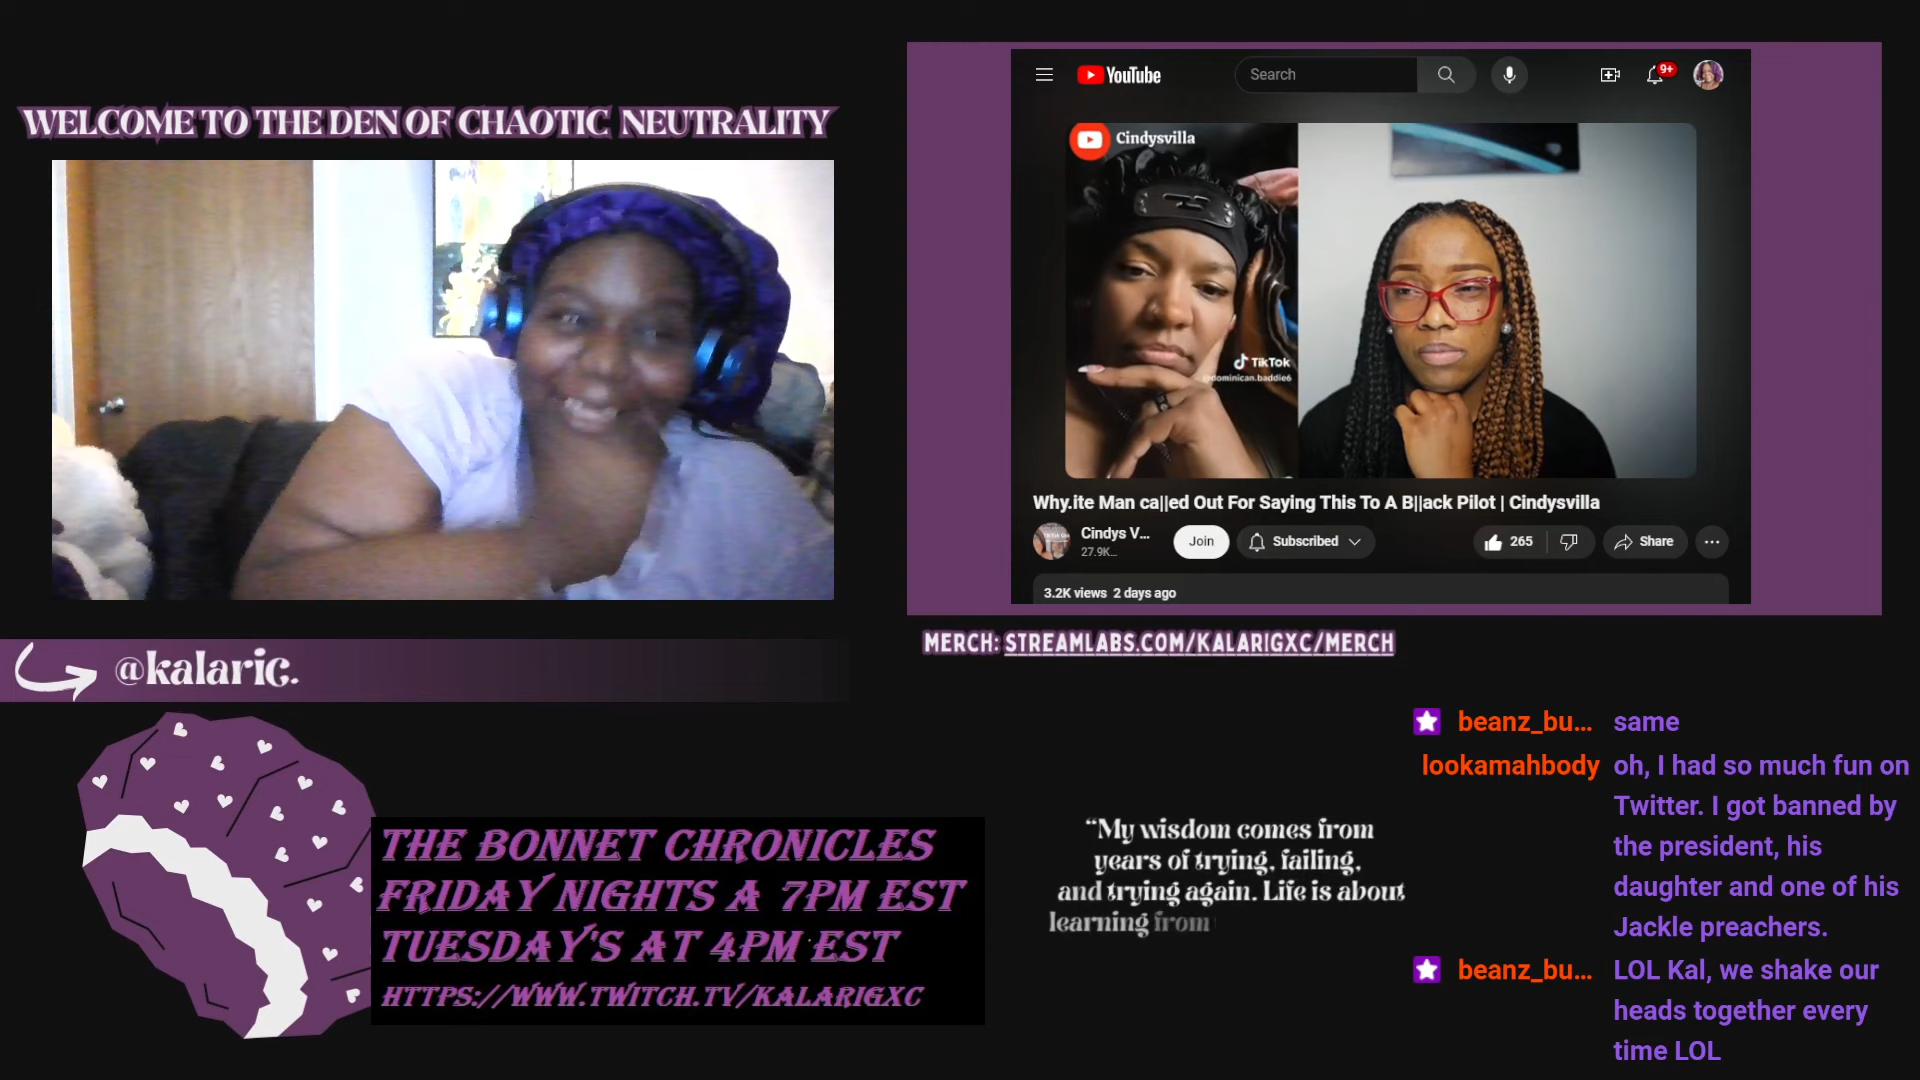 WELCOME TO THE DEN OF CHAOTIC NEUTRALITY
YouTube
Search
9+
Cindysvilla
TikTok
@dominican.baddie6
Why.ite Man ca||ed Out For Saying This To A B||ack Pilot | Cindysvilla
Cindys V...
27.9K...
Join
Subscribed
265
Share
3.2K views 2 days ago
MERCH: STREAMLABS.COM/KALARIGXC/MERCH
@kalaric.
THE BONNET CHRONICLES
FRIDAY NIGHTS A 7PM EST
TUESDAY'S AT 4PM EST
HTTPS://WWW.TWITCH.TV/KALARIGXC
“My wisdom comes from
years of trying, failing,
and trying again. Life is about
learning from
beanz_bu... same
lookamahbody oh, I had so much fun on
Twitter. I got banned by
the president, his
daughter and one of his
Jackle preachers.
beanz_bu... LOL Kal, we shake our
heads together every
time LOL